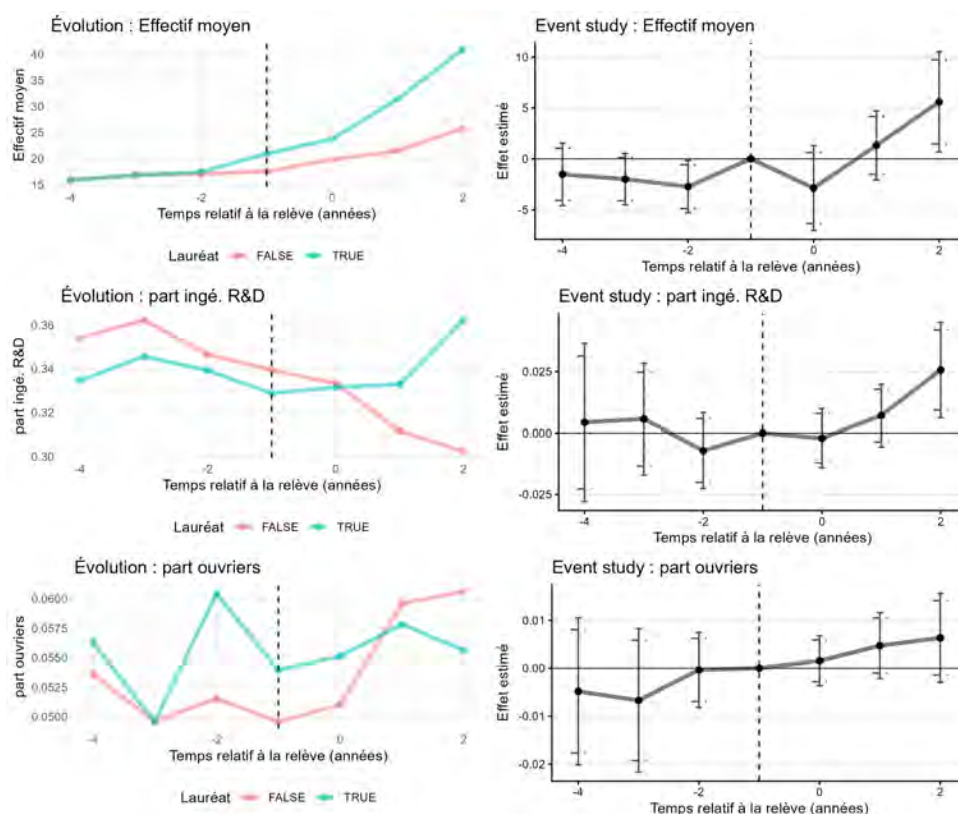 Évolution : Effectif moyen
Effectif moyen
40
35
30
25
20
15
-4
-2
0
2
Temps relatif à la relève (années)
Lauréat FALSE TRUE
Event study : Effectif moyen
Effet estimé
10
5
0
-5
-4
-2
0
2
Temps relatif à la relève (années)
Évolution : part ingé. R&D
part ingé. R&D
0.36
0.34
0.32
0.30
-4
-2
0
2
Temps relatif à la relève (années)
Lauréat FALSE TRUE
Event study : part ingé. R&D
Effet estimé
0.025
0.000
-0.025
-4
-2
0
2
Temps relatif à la relève (années)
Évolution : part ouvriers
part ouvriers
0.0600
0.0575
0.0550
0.0525
0.0500
-4
-2
0
2
Temps relatif à la relève (années)
Lauréat FALSE TRUE
Event study : part ouvriers
Effet estimé
0.01
0.00
-0.01
-0.02
-4
-2
0
2
Temps relatif à la relève (années)